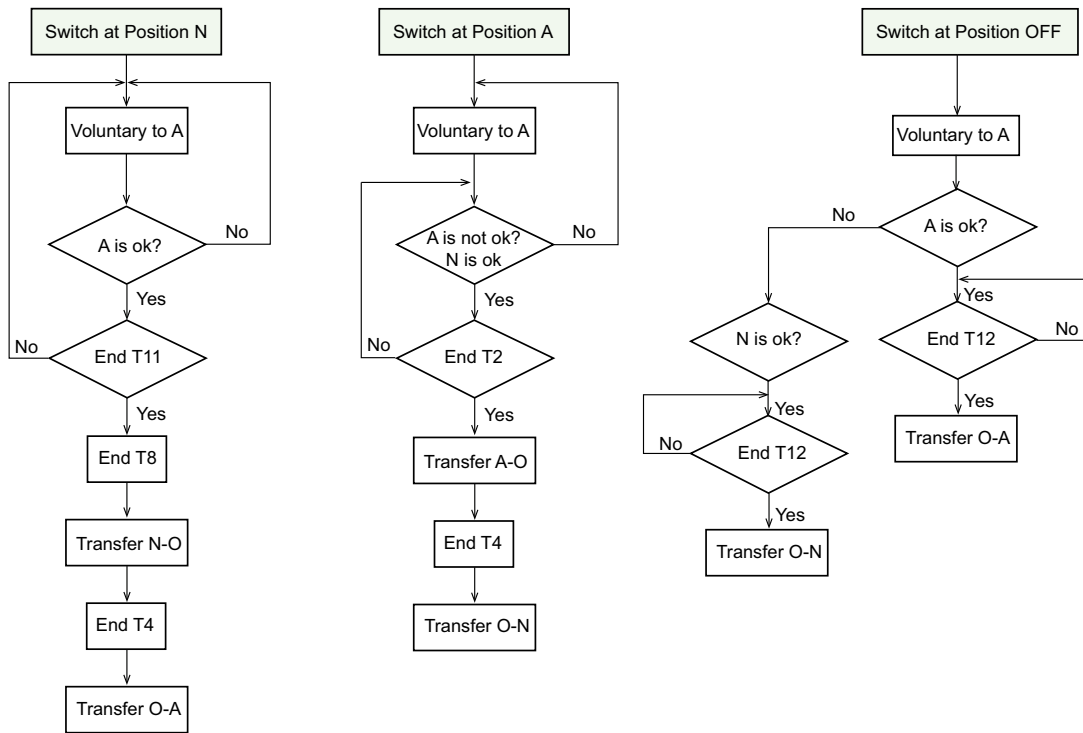 Switch at Position N
Voluntary to A
A is ok?
No
Yes
End T11
No
Yes
End T8
Transfer N-O
End T4
Transfer O-A
Switch at Position A
Voluntary to A
A is not ok?
N is ok
No
Yes
End T2
No
Yes
Transfer A-O
End T4
Transfer O-N
Switch at Position OFF
Voluntary to A
A is ok?
No
Yes
End T12
No
Yes
Transfer O-A
N is ok?
Yes
End T12
No
Yes
Transfer O-N